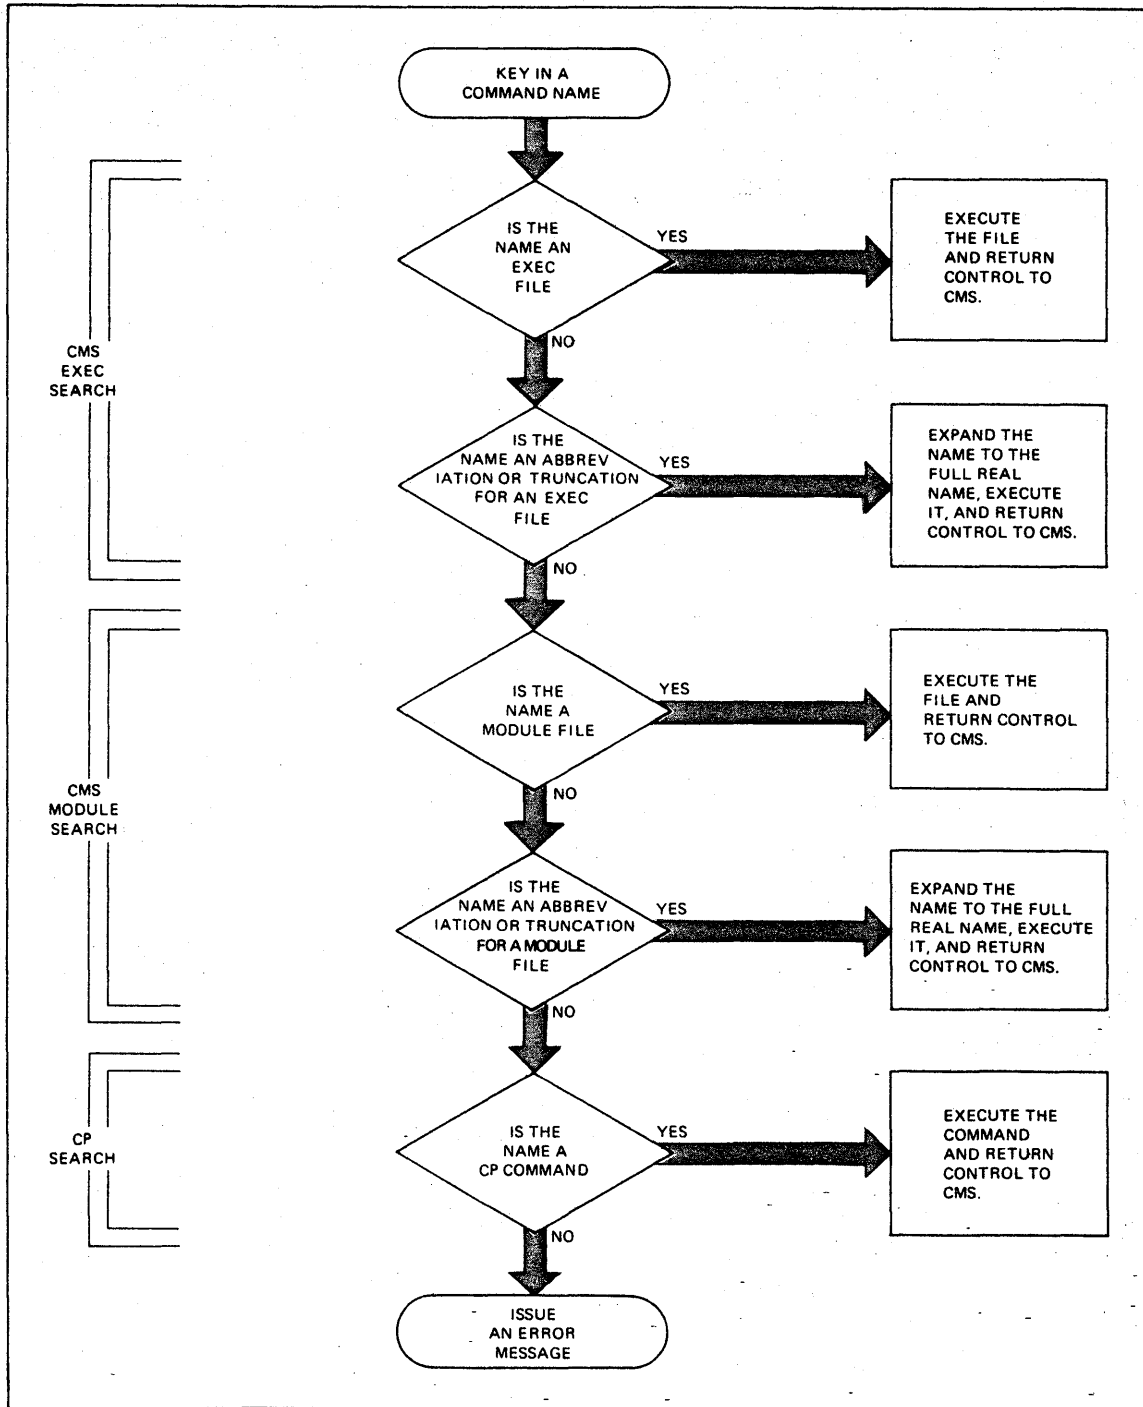 KEY IN A
COMMAND NAME
IS THE
NAME AN
EXEC
FILE
YES
EXECUTE
THE FILE
AND RETURN
CONTROL TO
CMS.
NO
CMS
EXEC
SEARCH
IS THE
NAME AN ABBREV
IATION OR TRUNCATION
FOR AN EXEC
FILE
YES
EXPAND THE
NAME TO THE
FULL REAL
NAME, EXECUTE
IT, AND RETURN
CONTROL TO CMS.
NO
IS THE
NAME A
MODULE FILE
YES
EXECUTE THE
FILE AND
RETURN CONTROL
TO CMS.
NO
CMS
MODULE
SEARCH
IS THE
NAME AN ABBREV
IATION OR TRUNCATION
FOR A MODULE
FILE
YES
EXPAND THE
NAME TO THE FULL
REAL NAME, EXECUTE
IT, AND RETURN
CONTROL TO CMS.
NO
CP
SEARCH
IS THE
NAME A
CP COMMAND
YES
EXECUTE THE
COMMAND
AND RETURN
CONTROL TO
CMS.
NO
ISSUE
AN ERROR
MESSAGE